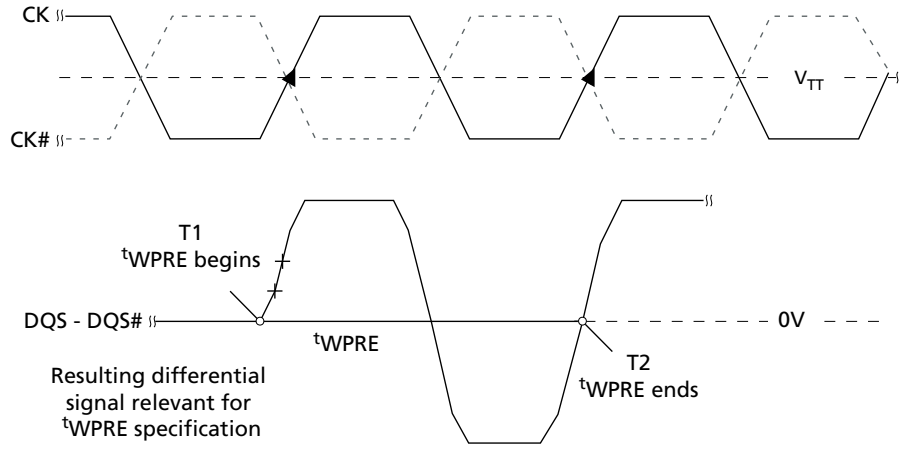 CK
V_TT
CK#
T1
ᵗWPRE begins
DQS - DQS#
0V
ᵗWPRE
T2
ᵗWPRE ends
Resulting differential
signal relevant for
ᵗWPRE specification